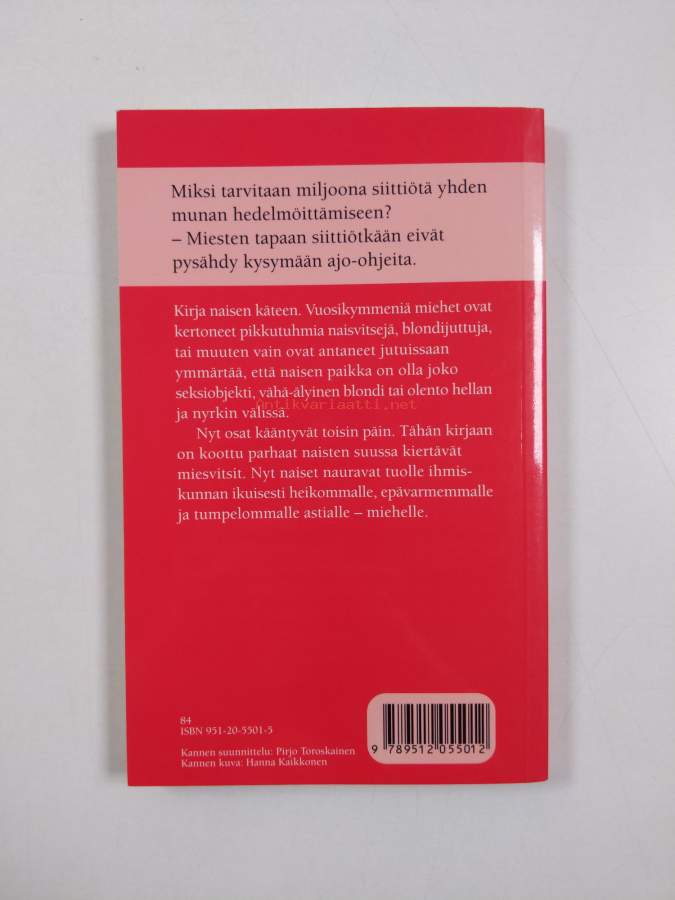 Miksi tarvitaan miljoona siittiötä yhden
munan hedelmöittämiseen?
– Miesten tapaan siittiötkään eivät
pysähdy kysymään ajo-ohjeita.
Kirja naisen käteen. Vuosikymmeniä miehet ovat
kertoneet pikkutuhmia naisvitsejä, blondijuttuja,
tai muuten vain ovat antaneet jutuissaan
ymmärtää, että naisen paikka on olla joko
seksiobjekti, vähä-älyinen blondi tai olento hellan
Antikvariaatti.net
ja nyrkin välissä.
Nyt osat kääntyvät toisin päin. Tähän kirjaan
on koottu parhaat naisten suussa kiertävät
miesvitsit. Nyt naiset nauravat tuolle ihmis-
kunnan ikuisesti heikommalle, epävarmemmalle
ja tumpelommalle astialle – miehelle.
84
ISBN 951-20-5501-5
Kannen suunnittelu: Pirjo Toroskainen
Kannen kuva: Hanna Kaikkonen
9 789512 055012